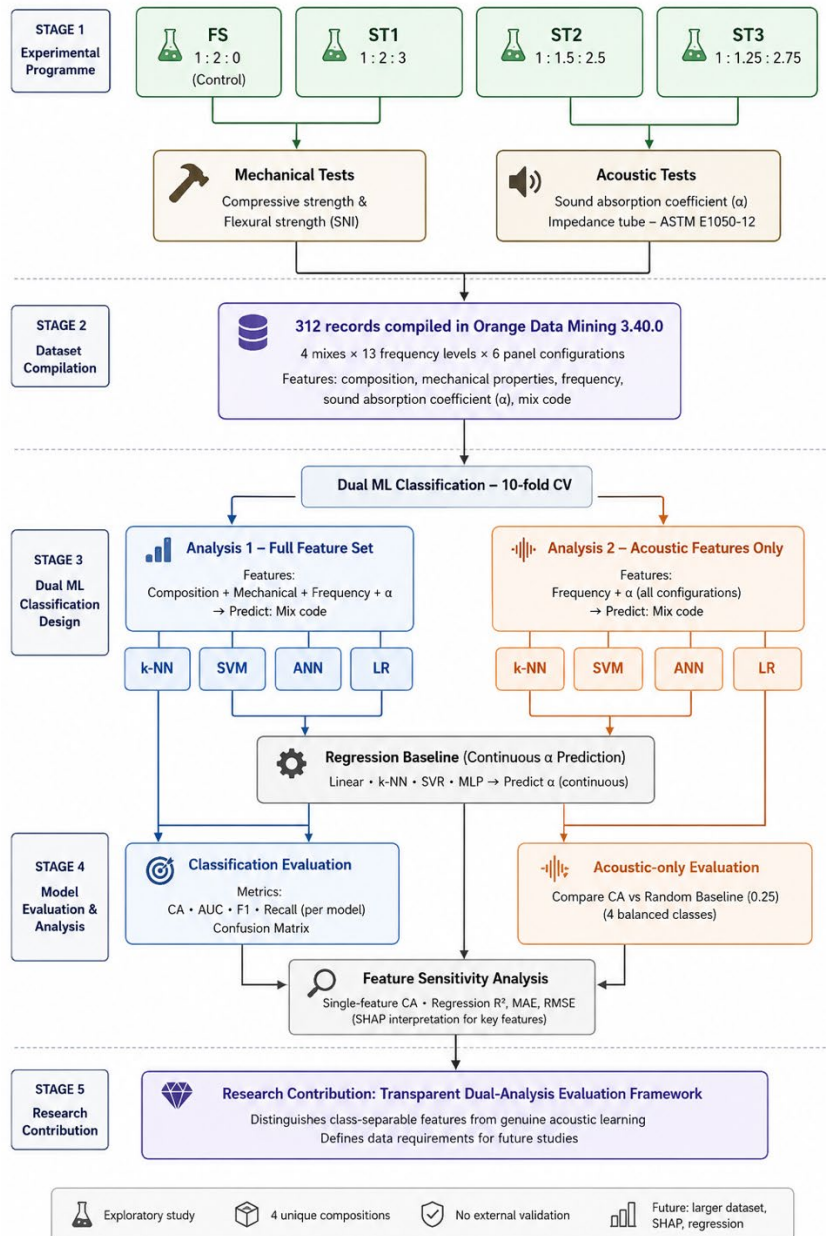 STAGE 1
Experimental
Programme
FS
1 : 2 : 0
(Control)
ST1
1 : 2 : 3
ST2
1 : 1.5 : 2.5
ST3
1 : 1.25 : 2.75
Mechanical Tests
Compressive strength &
Flexural strength (SNI)
Acoustic Tests
Sound absorption coefficient (α)
Impedance tube – ASTM E1050-12
STAGE 2
Dataset
Compilation
312 records compiled in Orange Data Mining 3.40.0
4 mixes × 13 frequency levels × 6 panel configurations
Features: composition, mechanical properties, frequency,
sound absorption coefficient (α), mix code
Dual ML Classification – 10-fold CV
STAGE 3
Dual ML
Classification
Design
Analysis 1 – Full Feature Set
Features:
Composition + Mechanical + Frequency + α
→ Predict: Mix code
Analysis 2 – Acoustic Features Only
Features:
Frequency + α (all configurations)
→ Predict: Mix code
k-NN
SVM
ANN
LR
k-NN
SVM
ANN
LR
Regression Baseline (Continuous α Prediction)
Linear • k-NN • SVR • MLP → Predict α (continuous)
STAGE 4
Model
Evaluation &
Analysis
Classification Evaluation
Metrics:
CA • AUC • F1 • Recall (per model)
Confusion Matrix
Acoustic-only Evaluation
Compare CA vs Random Baseline (0.25)
(4 balanced classes)
Feature Sensitivity Analysis
Single-feature CA • Regression R², MAE, RMSE
(SHAP interpretation for key features)
STAGE 5
Research
Contribution
Research Contribution: Transparent Dual-Analysis Evaluation Framework
Distinguishes class-separable features from genuine acoustic learning
Defines data requirements for future studies
Exploratory study
4 unique compositions
No external validation
Future: larger dataset,
SHAP, regression